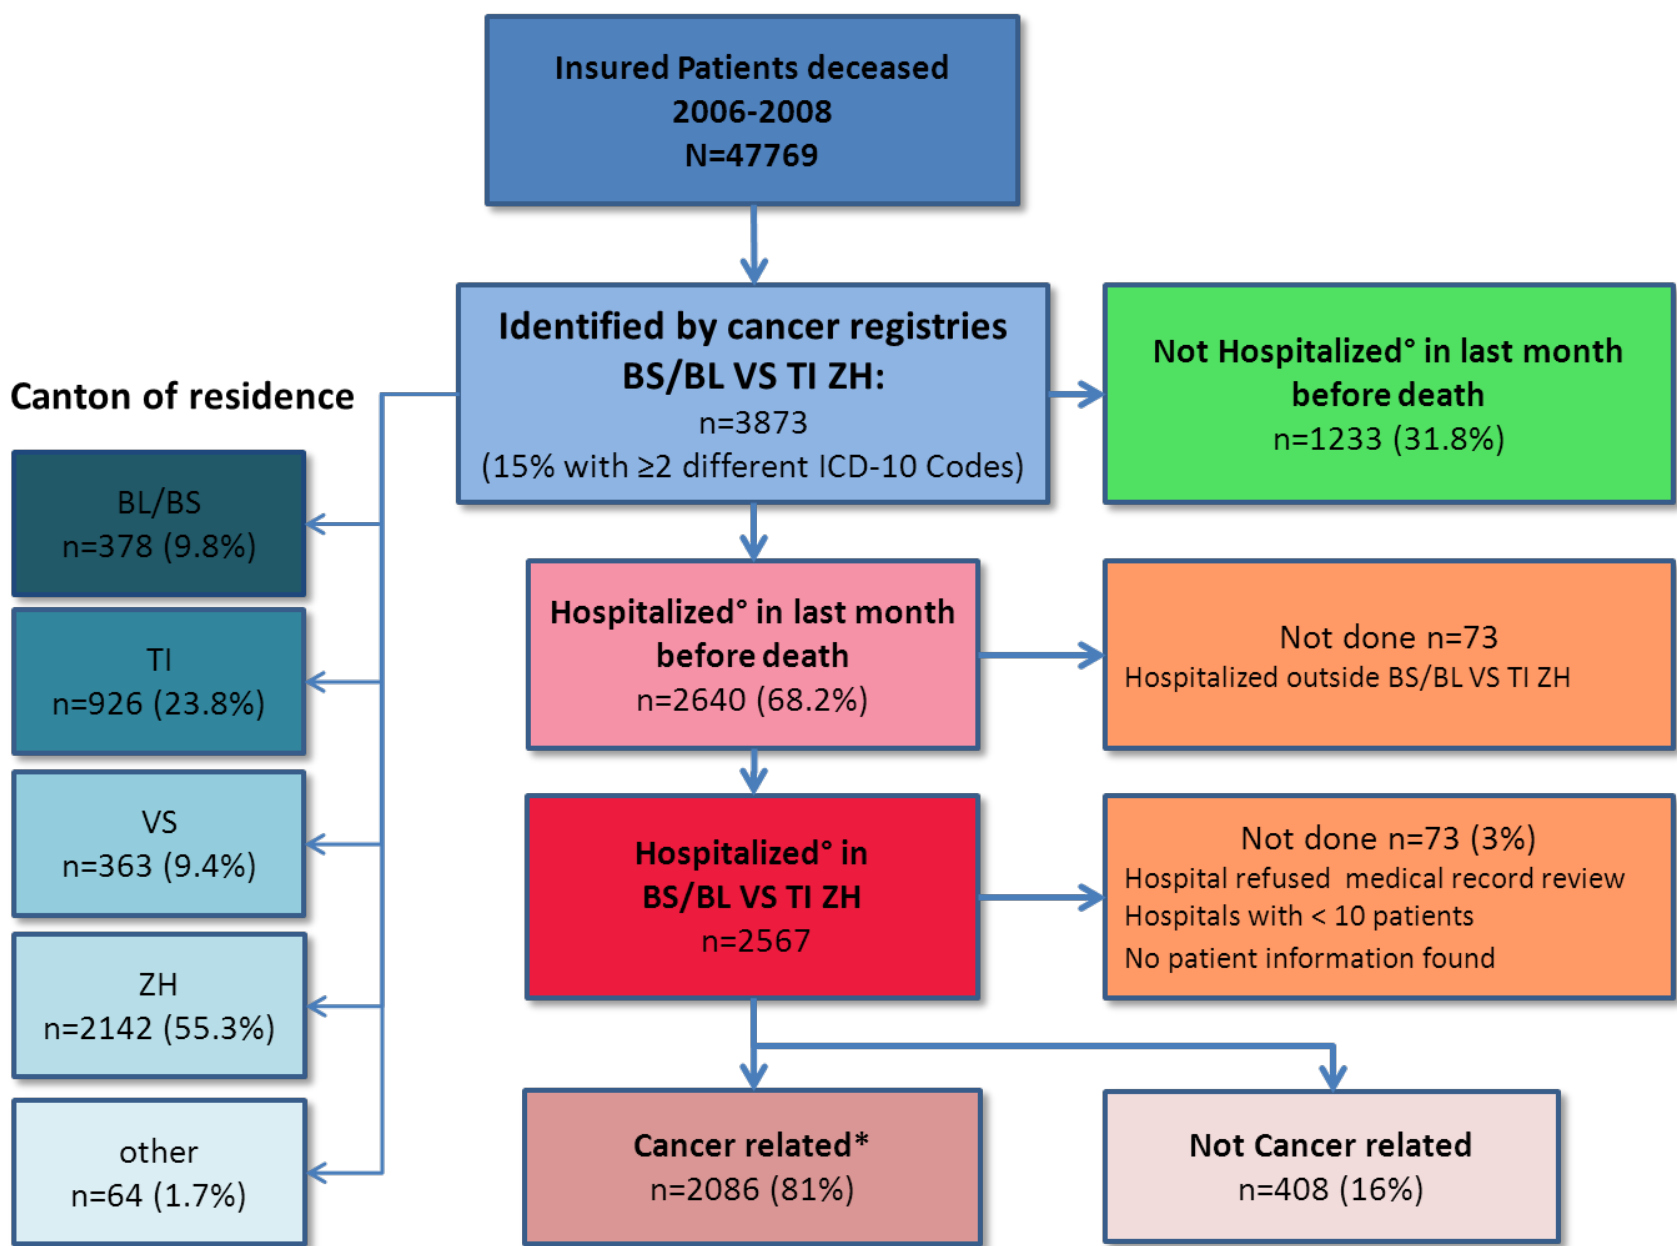 Insured Patients deceased
2006-2008
N=47769
Identified by cancer registries
BS/BL VS TI ZH:
n=3873
(15% with ≥2 different ICD-10 Codes)
Not Hospitalized° in last month
before death
n=1233 (31.8%)
Canton of residence
BL/BS
n=378 (9.8%)
TI
n=926 (23.8%)
VS
n=363 (9.4%)
ZH
n=2142 (55.3%)
other
n=64 (1.7%)
Hospitalized° in last month
before death
n=2640 (68.2%)
Not done n=73
Hospitalized outside BS/BL VS TI ZH
Hospitalized° in
BS/BL VS TI ZH
n=2567
Not done n=73 (3%)
Hospital refused medical record review
Hospitals with < 10 patients
No patient information found
Cancer related*
n=2086 (81%)
Not Cancer related
n=408 (16%)